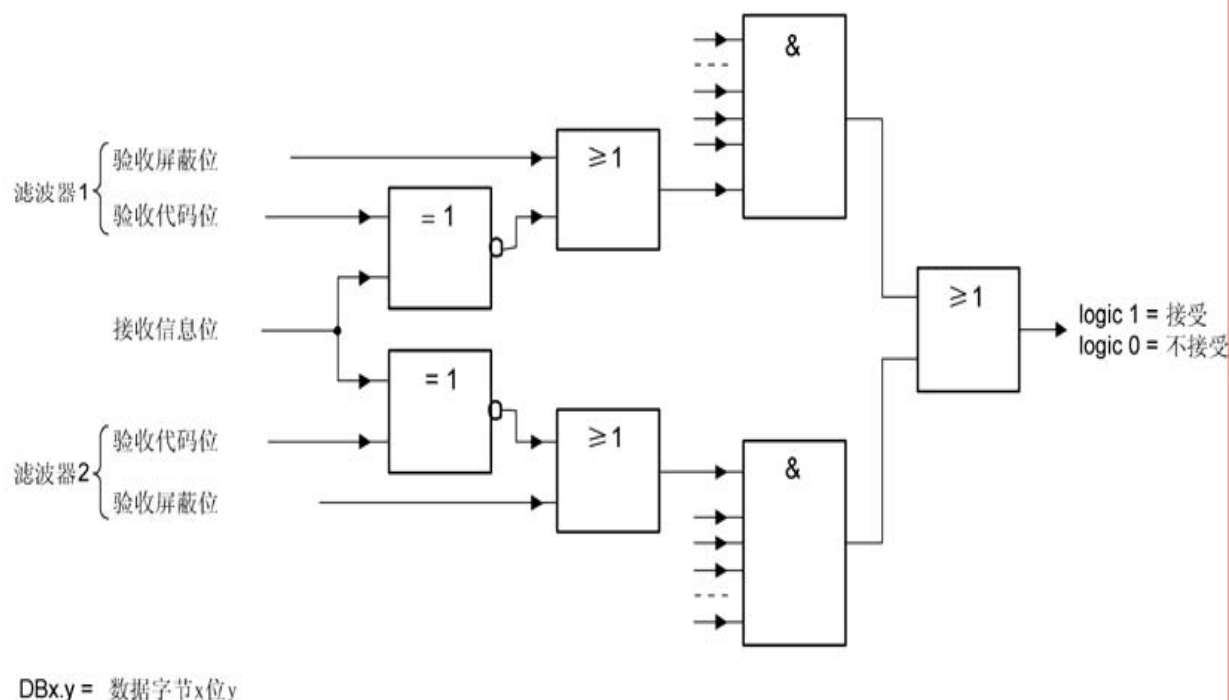 &
验收屏蔽位
≥1
滤波器1
验收代码位
= 1
≥1
logic 1 = 接受
logic 0 = 不接受
接收信息位
= 1
验收代码位
≥1
滤波器2
&
验收屏蔽位
DBx.y = 数据字节x位y